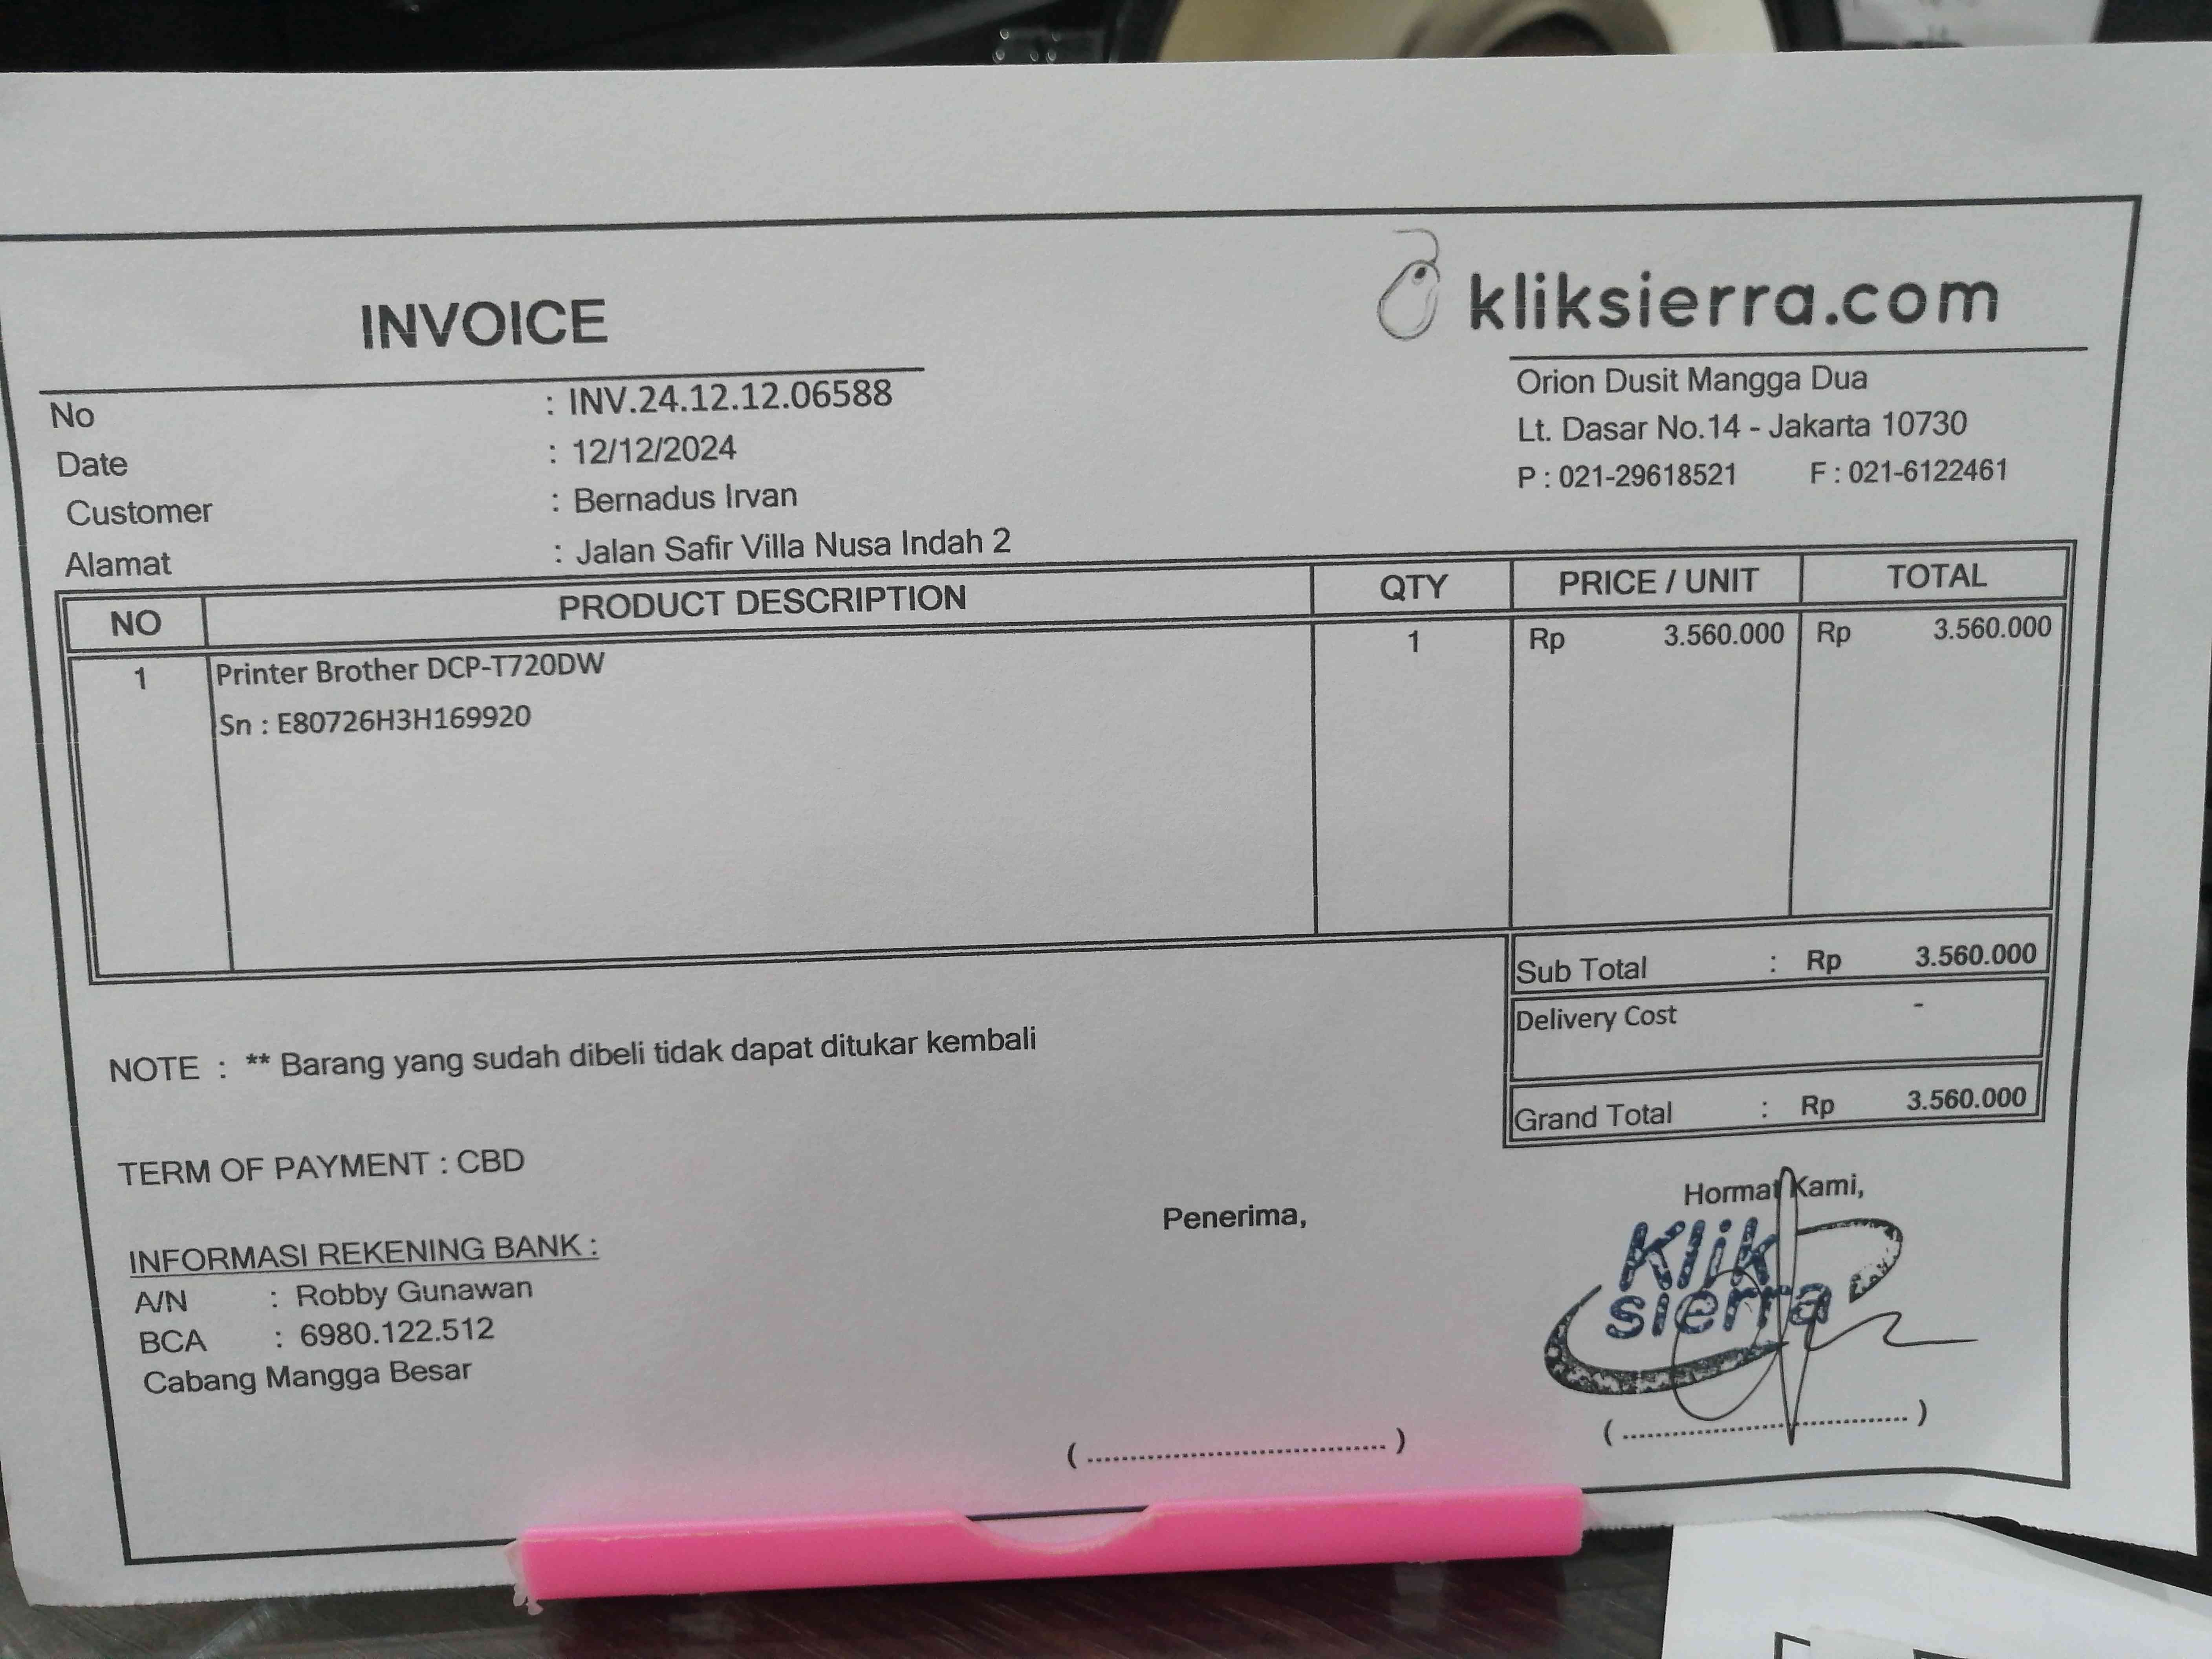 INVOICE
kliksierra.com
Orion Dusit Mangga Dua
Lt. Dasar No.14 - Jakarta 10730
P : 021-29618521 F : 021-6122461
No : INV.24.12.12.06588
Date : 12/12/2024
Customer : Bernadus Irvan
Alamat : Jalan Safir Villa Nusa Indah 2
NO PRODUCT DESCRIPTION QTY PRICE / UNIT TOTAL
1 Printer Brother DCP-T720DW 1 Rp 3.560.000 Rp 3.560.000
Sn : E80726H3H169920
Sub Total : Rp 3.560.000
Delivery Cost -
Grand Total : Rp 3.560.000
NOTE : ** Barang yang sudah dibeli tidak dapat ditukar kembali
TERM OF PAYMENT : CBD
INFORMASI REKENING BANK :
A/N : Robby Gunawan
BCA : 6980.122.512
Cabang Mangga Besar
Penerima,
(..............................)
Hormat Kami,
Klik
sierra
(..............................)